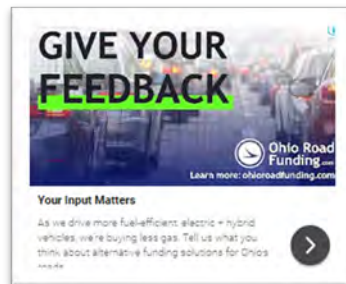 GIVE YOUR
FEEDBACK
Ohio Road
Funding.com
Learn more: ohioroadfunding.com
Your Input Matters
As we drive more fuel-efficient, electric + hybrid
vehicles, we're buying less gas. Tell us what you
think about alternative funding solutions for Ohio's
roads